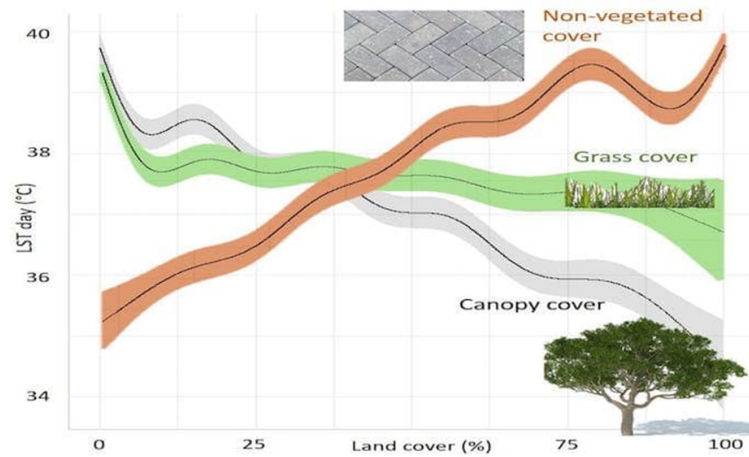 Non-vegetated
cover
40
38
36
34
LST day (°C)
Grass cover
Canopy cover
0
25
Land cover (%)
75
100